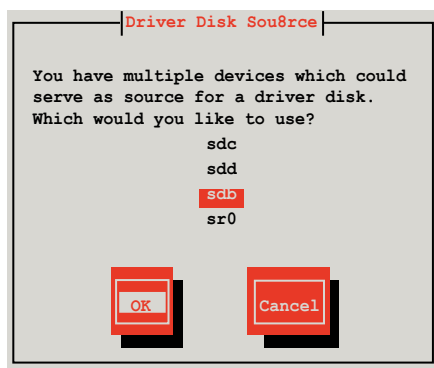 Driver Disk Sou8rce
You have multiple devices which could
serve as source for a driver disk.
Which would you like to use?
sdc
sdd
sdb
sr0
OK
Cancel